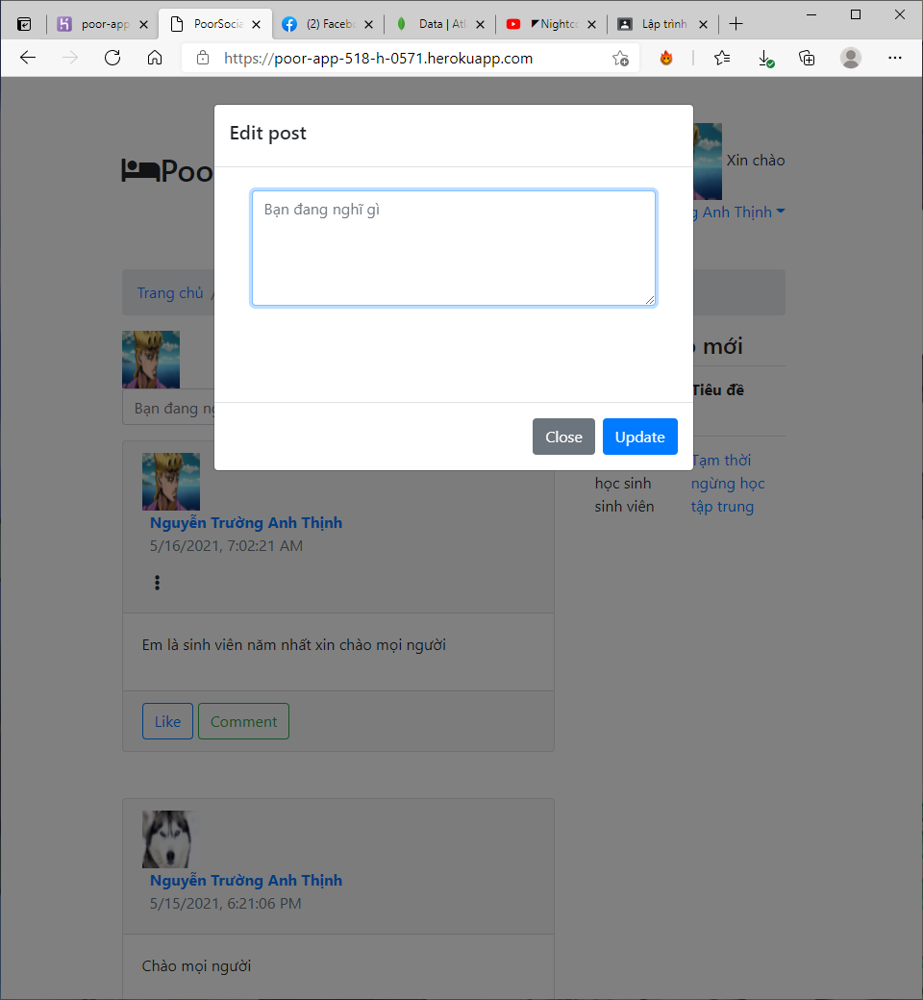 poor-app
PoorSocia
(2) Facebo
Data | Atl
Nightco
Lập trình
https://poor-app-518-h-0571.herokuapp.com
Edit post
Poor
Xin chào
Anh Thịnh
Bạn đang nghĩ gì
Trang chủ /
mới
Tiêu đề
Bạn đang
Close
Update
Tạm thời
học sinh
ngừng học
sinh viên
tập trung
Nguyễn Trường Anh Thịnh
5/16/2021, 7:02:21 AM
Em là sinh viên năm nhất xin chào mọi người
Like
Comment
Nguyễn Trường Anh Thịnh
5/15/2021, 6:21:06 PM
Chào mọi người